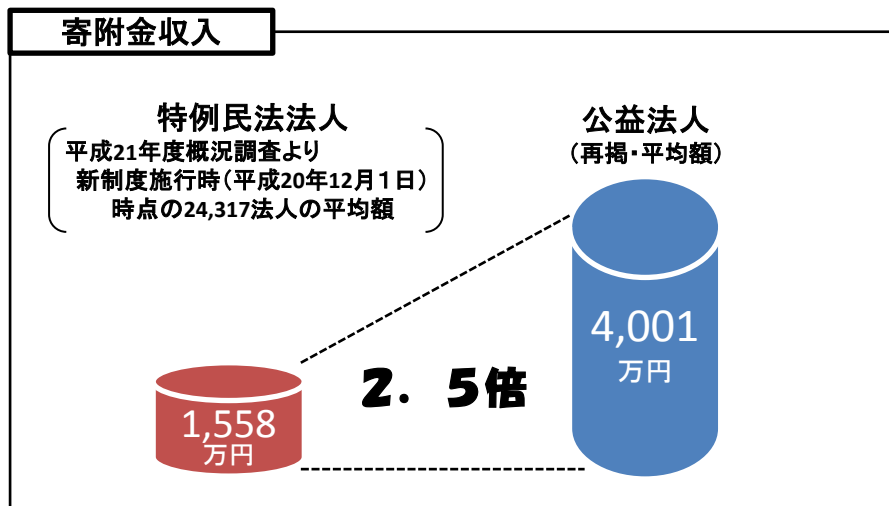 寄附金収入
特例民法法人
平成21年度概況調査より
新制度施行時(平成20年12月１日)
時点の24,317法人の平均額
公益法人
(再掲・平均額)
4,001
万円
２．５倍
1,558
万円